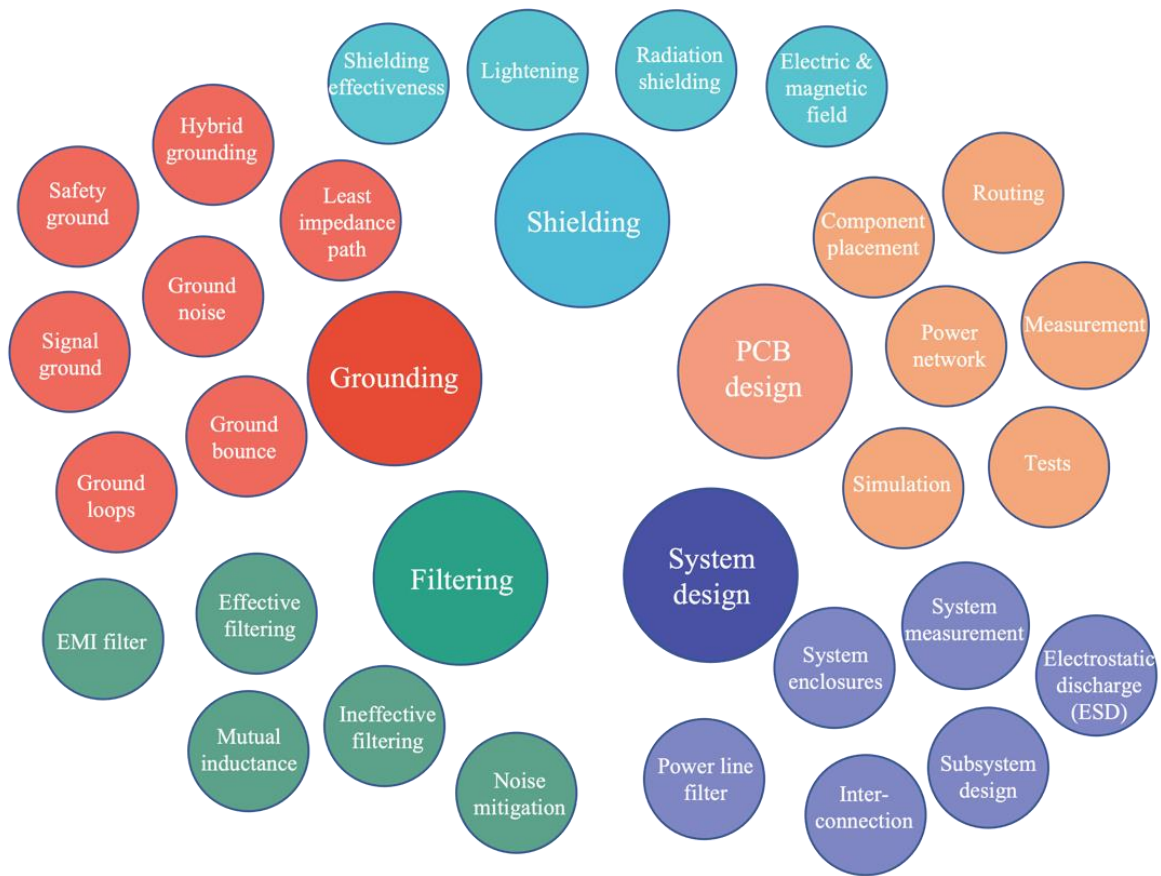 Shielding
effectiveness
Lightening
Radiation
shielding
Electric &
magnetic
field
Shielding
Hybrid
grounding
Safety
ground
Least
impedance
path
Ground
noise
Signal
ground
Grounding
Ground
bounce
Ground
loops
Routing
Component
placement
Power
network
Measurement
PCB
design
Simulation
Tests
Filtering
Effective
filtering
EMI filter
Mutual
inductance
Ineffective
filtering
Noise
mitigation
System
design
System
measurement
System
enclosures
Electrostatic
discharge
(ESD)
Power line
filter
Inter-
connection
Subsystem
design